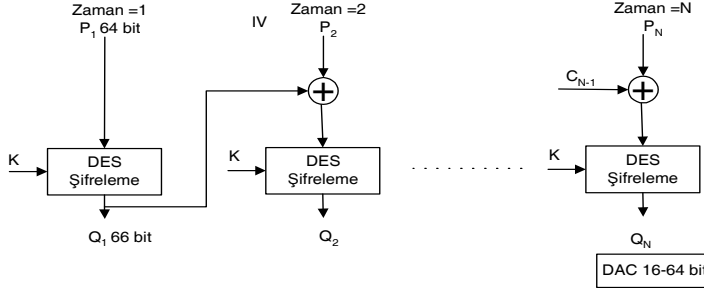 Zaman =1
P1 64 bit
IV
Zaman =2
P2
Zaman =N
PN
CN-1
K
DES
Şifreleme
K
DES
Şifreleme
K
DES
Şifreleme
Q1 66 bit
Q2
QN
DAC 16-64 bit